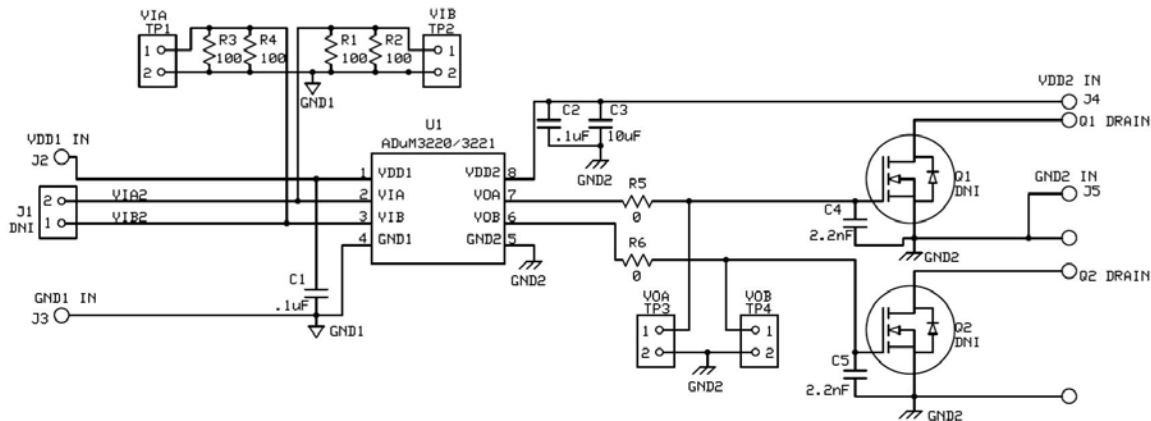 VIA
TP1
1
2
R3
100
R4
100
R1
100
R2
100
VIB
TP2
1
2
GND1
VDD2 IN
J4
Q1 DRAIN
C2
.1uF
C3
10uF
GND2
U1
ADuM3220/3221
VDD1 IN
J2
1 VDD1
2 VIA
3 VIB
4 GND1
VDD2 8
VOA 7
VOB 6
GND2 5
J1
DNI
2
1
VIA2
VIB2
R5
0
R6
0
GND2
C4
2.2nF
Q1
DNI
GND2 IN
J5
GND2
Q2 DRAIN
GND1 IN
J3
C1
.1uF
GND1
VOA
TP3
1
2
VOB
TP4
1
2
GND2
C5
2.2nF
Q2
DNI
GND2